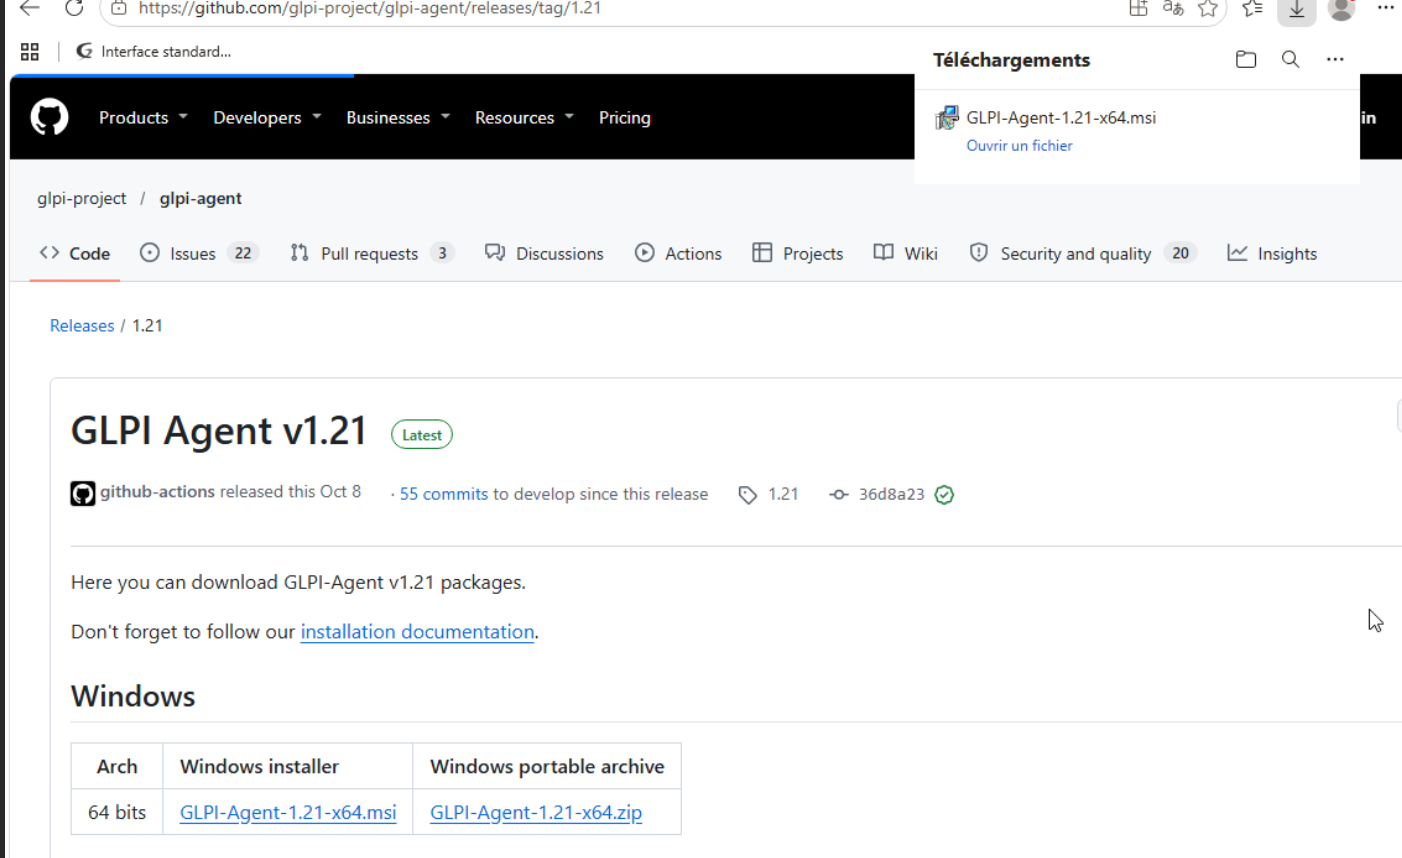 https://github.com/glpi-project/glpi-agent/releases/tag/1.21
Interface standard...
Téléchargements
GLPI-Agent-1.21-x64.msi
Ouvrir un fichier
Products Developers Businesses Resources Pricing in
glpi-project / glpi-agent
Code Issues 22 Pull requests 3 Discussions Actions Projects Wiki Security and quality 20 Insights
Releases / 1.21
GLPI Agent v1.21 Latest
github-actions released this Oct 8 · 55 commits to develop since this release 1.21 36d8a23
Here you can download GLPI-Agent v1.21 packages.
Don't forget to follow our installation documentation.
Windows
Arch Windows installer Windows portable archive
64 bits GLPI-Agent-1.21-x64.msi GLPI-Agent-1.21-x64.zip